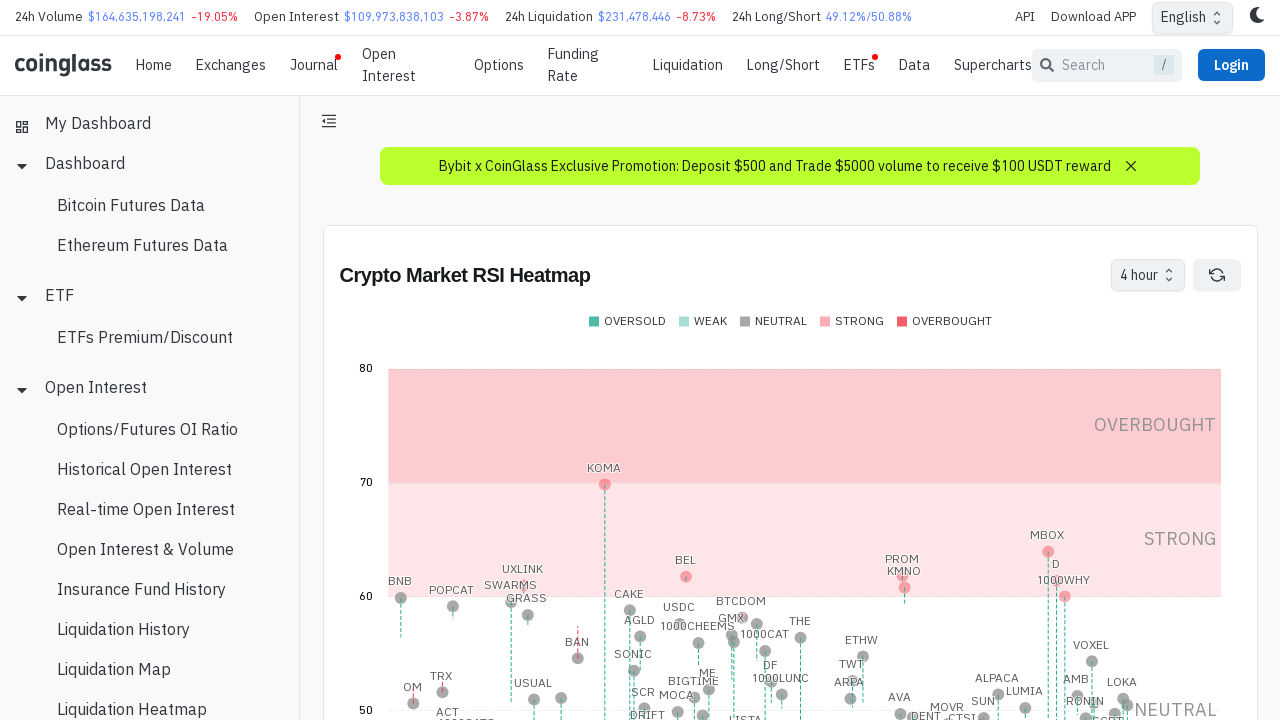 24h Volume $164,635,198,241 -19.05% Open Interest $109,973,838,103 -3.87% 24h Liquidation $231,478,446 -8.73% 24h Long/Short 49.12%/50.88% API Download APP English
coinglass Home Exchanges Journal Open Interest Options Funding Rate Liquidation Long/Short ETFs Data Supercharts Search / Login
My Dashboard
Dashboard
Bitcoin Futures Data
Ethereum Futures Data
ETF
ETFs Premium/Discount
Open Interest
Options/Futures OI Ratio
Historical Open Interest
Real-time Open Interest
Open Interest & Volume
Insurance Fund History
Liquidation History
Liquidation Map
Liquidation Heatmap
Bybit x CoinGlass Exclusive Promotion: Deposit $500 and Trade $5000 volume to receive $100 USDT reward
Crypto Market RSI Heatmap
4 hour
OVERSOLD WEAK NEUTRAL STRONG OVERBOUGHT
80
OVERBOUGHT
KOMA
70
MBOX
STRONG
BEL
PROM
D
UXLINK
KMNO
BNB
1000WHY
SWARMS
POPCAT
60
CAKE
GRASS
BTCDOM
USDC
AGLD
GMX
THE
1000CHEEMS
1000CAT
BAN
ETHW
VOXEL
SONIC
DF
TWT
ME
TRX
1000LUNC
ALPACA
AMB
BIGTIME
ARPA
LOKA
USUAL
OM
SCR
LUMIA
MOCA
AVA
SUN
RONIN
MOVR
50
NEUTRAL
ACT
DRIFT
DENT
CTSI
LISTA